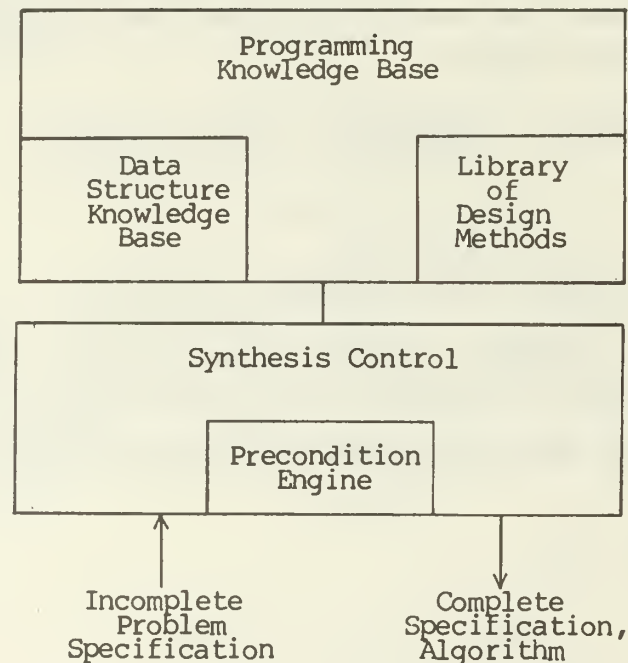 Programming
Knowledge Base
Data
Structure
Knowledge
Base
Library
of
Design
Methods
Synthesis Control
Precondition
Engine
Incomplete
Problem
Specification
Complete
Specification,
Algorithm